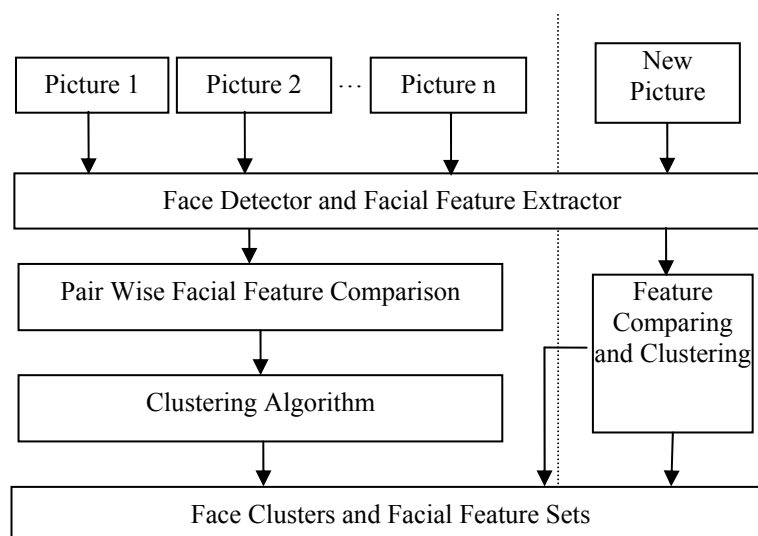 Picture 1
Picture 2
...
Picture n
New
Picture
Face Detector and Facial Feature Extractor
Pair Wise Facial Feature Comparison
Feature
Comparing
and Clustering
Clustering Algorithm
Face Clusters and Facial Feature Sets